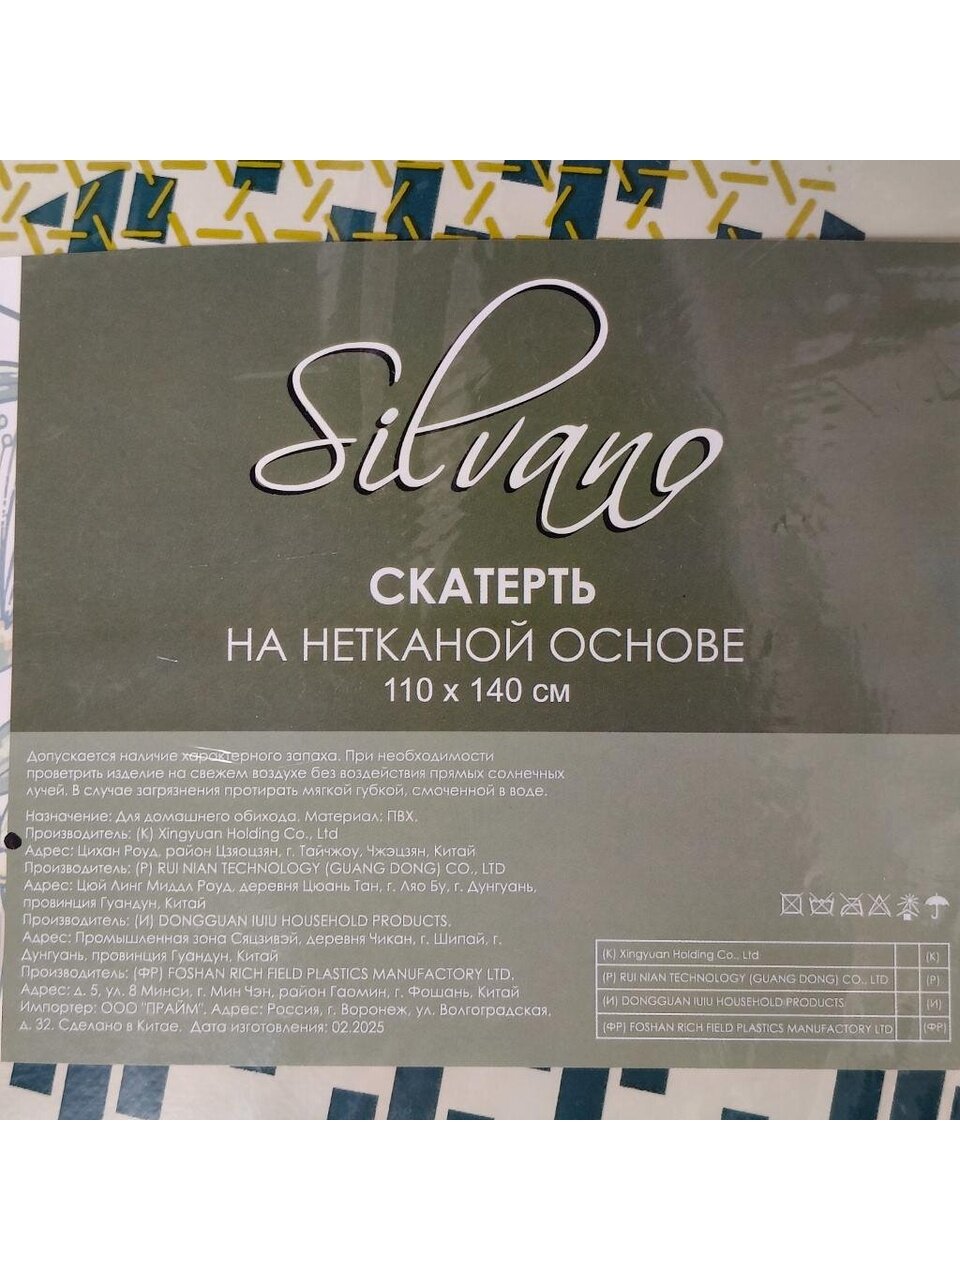 Silvano
СКАТЕРТЬ
НА НЕТКАНОЙ ОСНОВЕ
110 х 140 см
Допускается наличие характерного запаха. При необходимости
проветрить изделие на свежем воздухе без воздействия прямых солнечных
лучей. В случае загрязнения протирать мягкой губкой, смоченной в воде.
Назначение: Для домашнего обихода. Материал: ПВХ.
Производитель: (К) Xingyuan Holding Co., Ltd
Адрес: Цихан Роуд, район Цзяоцзян, г. Тайчжоу, Чжэцзян, Китай
Производитель: (Р) RUI NIAN TECHNOLOGY (GUANG DONG) CO., LTD
Адрес: Цюй Линг Миддл Роуд, деревня Цюань Тан, г. Ляо Бу, г. Дунгуань,
провинция Гуандун, Китай
Производитель: (И) DONGGUAN IUIU HOUSEHOLD PRODUCTS.
Адрес: Промышленная зона Сяцзивэй, деревня Чикан, г. Шипай, г.
Дунгуань, провинция Гуандун, Китай
Производитель: (ФР) FOSHAN RICH FIELD PLASTICS MANUFACTORY LTD.
Адрес: д. 5, ул. 8 Минси, г. Мин Чэн, район Гаомин, г. Фошань, Китай
Импортер: ООО "ПРАЙМ". Адрес: Россия, г. Воронеж, ул. Волгоградская,
д. 32. Сделано в Китае. Дата изготовления: 02.2025
(К) Xingyuan Holding Co., Ltd (К)
(Р) RUI NIAN TECHNOLOGY (GUANG DONG) CO., LTD (Р)
(И) DONGGUAN IUIU HOUSEHOLD PRODUCTS (И)
(ФР) FOSHAN RICH FIELD PLASTICS MANUFACTORY LTD (ФР)